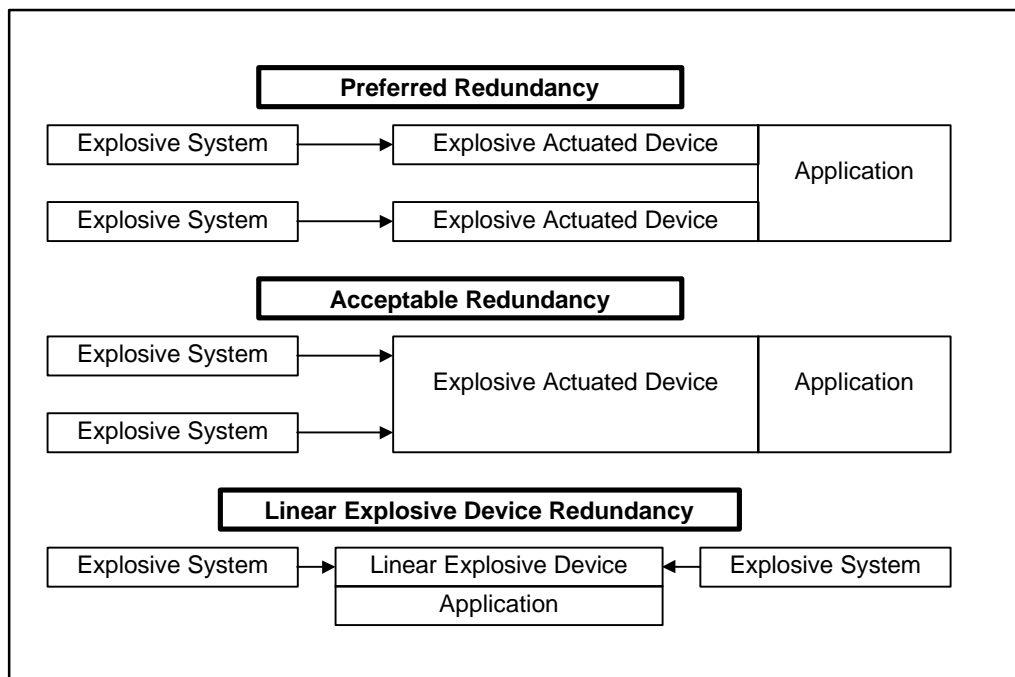 Preferred Redundancy
Explosive System
Explosive Actuated Device
Application
Explosive System
Explosive Actuated Device
Acceptable Redundancy
Explosive System
Explosive Actuated Device
Application
Explosive System
Linear Explosive Device Redundancy
Explosive System
Linear Explosive Device
Explosive System
Application